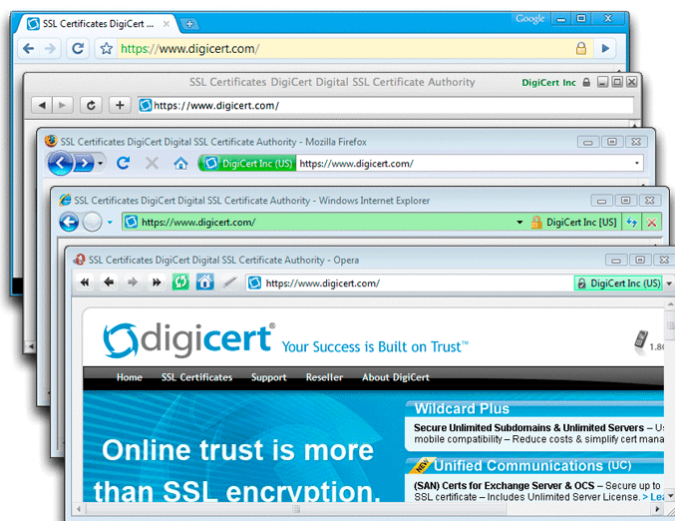 SSL Certificates DigiCert ...
Google
https://www.digicert.com/
SSL Certificates DigiCert Digital SSL Certificate Authority
DigiCert Inc
https://www.digicert.com/
SSL Certificates DigiCert Digital SSL Certificate Authority - Mozilla Firefox
DigiCert Inc (US) https://www.digicert.com/
SSL Certificates DigiCert Digital SSL Certificate Authority - Windows Internet Explorer
https://www.digicert.com/ DigiCert Inc [US]
SSL Certificates DigiCert Digital SSL Certificate Authority - Opera
https://www.digicert.com/ DigiCert Inc (US)
digicert® Your Success is Built on Trust™
1.80
Home SSL Certificates Support Reseller About DigiCert
Wildcard Plus
Secure Unlimited Subdomains & Unlimited Servers – U
mobile compatibility – Reduce costs & simplify cert mana
Online trust is more
than SSL encryption.
NEW
Unified Communications (UC)
(SAN) Certs for Exchange Server & OCS – Secure up to
SSL certificate – Includes Unlimited Server License. > Lea